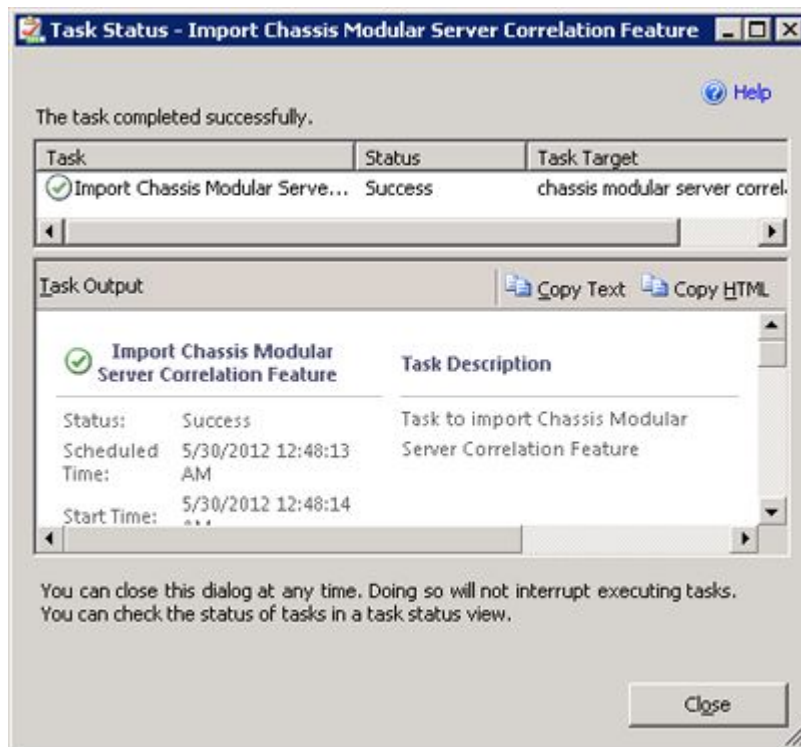 Task Status - Import Chassis Modular Server Correlation Feature
Help
The task completed successfully.
Task Status Task Target
Import Chassis Modular Serve... Success chassis modular server correl
Task Output Copy Text Copy HTML
Import Chassis Modular
Server Correlation Feature
Task Description
Status: Success
Scheduled Time: 5/30/2012 12:48:13 AM
Start Time: 5/30/2012 12:48:14
Task to import Chassis Modular
Server Correlation Feature
You can close this dialog at any time. Doing so will not interrupt executing tasks.
You can check the status of tasks in a task status view.
Close